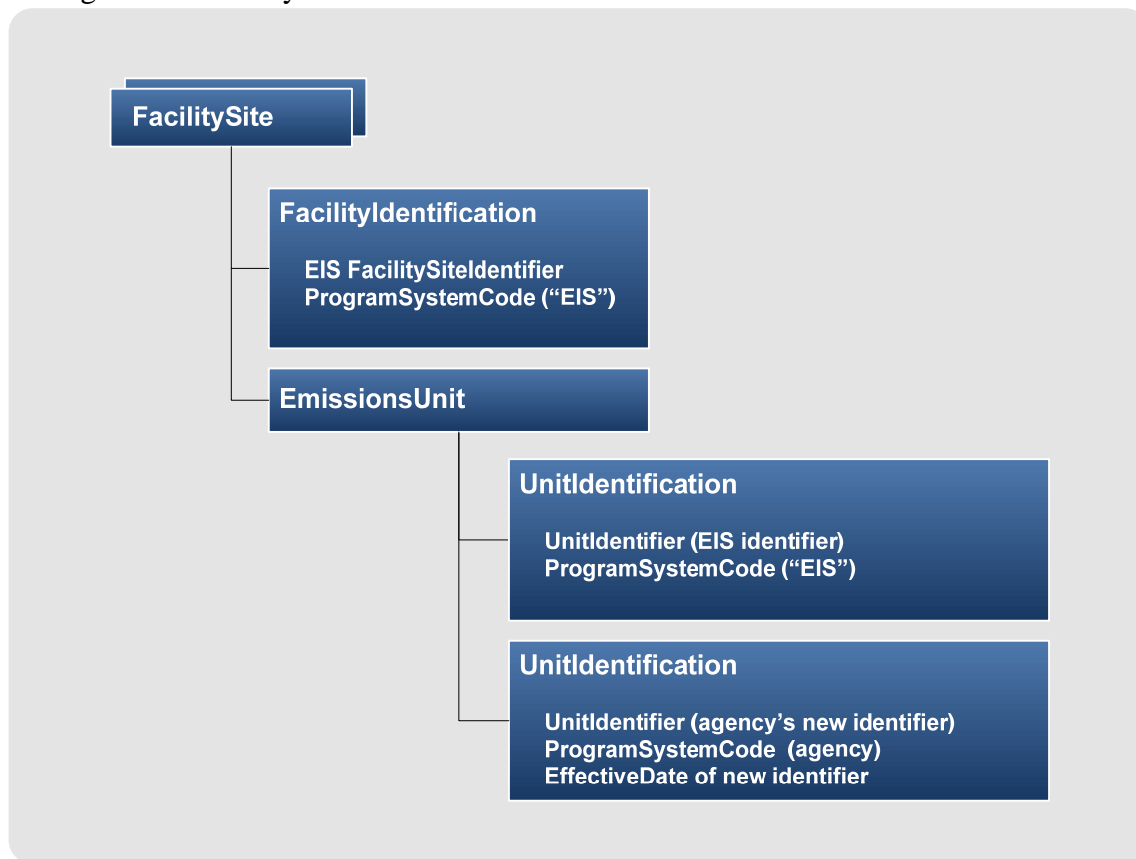 FacilitySite
FacilityIdentification
EIS FacilitySiteIdentifier
ProgramSystemCode (“EIS”)
EmissionsUnit
UnitIdentification
UnitIdentifier (EIS identifier)
ProgramSystemCode (“EIS”)
UnitIdentification
UnitIdentifier (agency’s new identifier)
ProgramSystemCode (agency)
EffectiveDate of new identifier